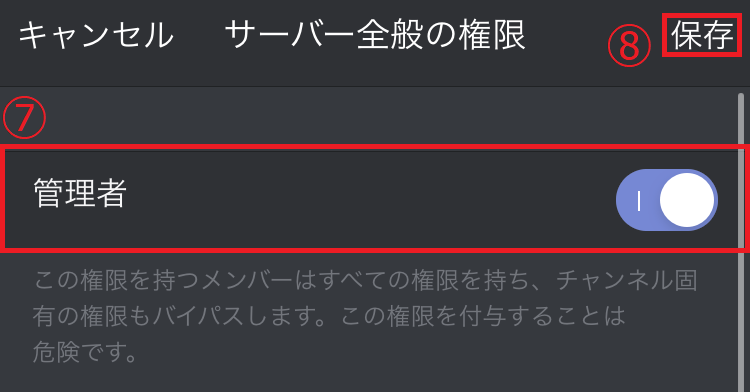 キャンセル サーバー全般の権限 ⑧ 保存
⑦
管理者
この権限を持つメンバーはすべての権限を持ち、チャンネル固
有の権限もバイパスします。この権限を付与することは
危険です。